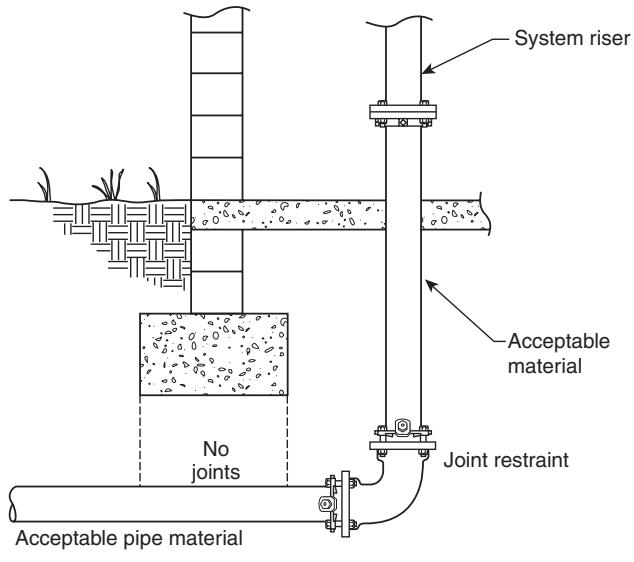 System riser
Acceptable
material
No
joints
Joint restraint
Acceptable pipe material